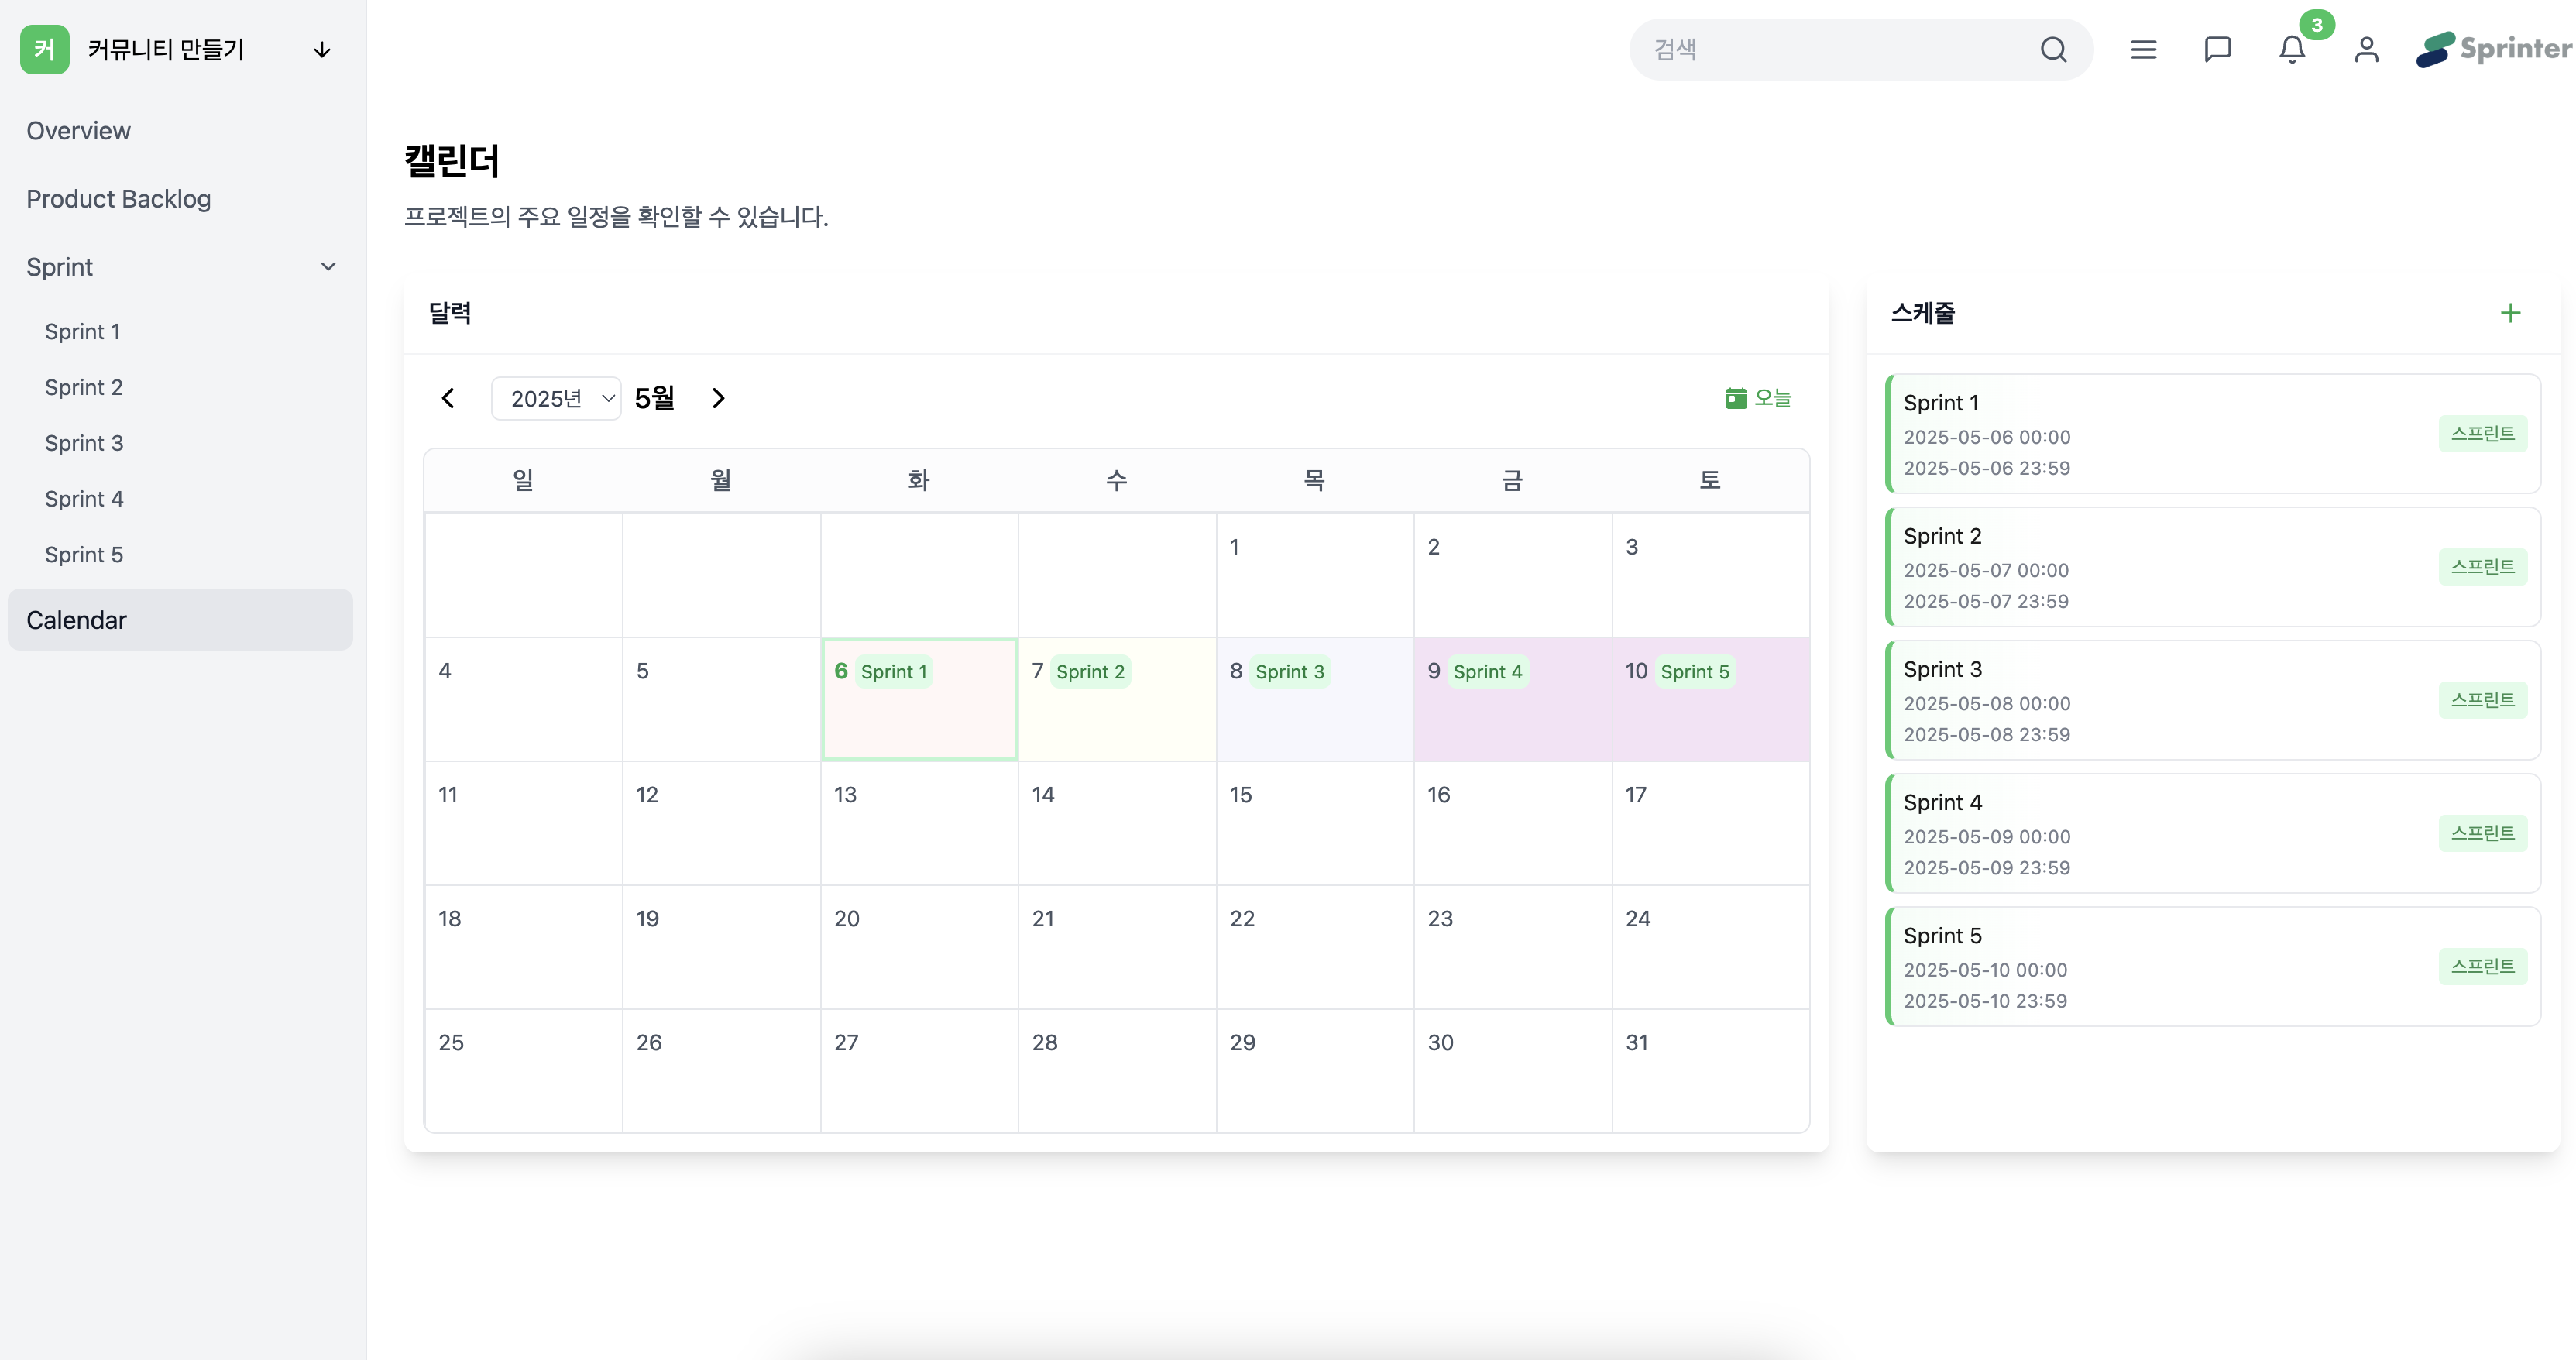 커 커뮤니티 만들기
검색
3
Sprinter
Overview
Product Backlog
Sprint
Sprint 1
Sprint 2
Sprint 3
Sprint 4
Sprint 5
Calendar
캘린더
프로젝트의 주요 일정을 확인할 수 있습니다.
달력
2025년 5월
오늘
일 월 화 수 목 금 토
1 2 3
4 5 6 Sprint 1 7 Sprint 2 8 Sprint 3 9 Sprint 4 10 Sprint 5
11 12 13 14 15 16 17
18 19 20 21 22 23 24
25 26 27 28 29 30 31
스케줄
Sprint 1
2025-05-06 00:00
스프린트
2025-05-06 23:59
Sprint 2
2025-05-07 00:00
스프린트
2025-05-07 23:59
Sprint 3
2025-05-08 00:00
스프린트
2025-05-08 23:59
Sprint 4
2025-05-09 00:00
스프린트
2025-05-09 23:59
Sprint 5
2025-05-10 00:00
스프린트
2025-05-10 23:59